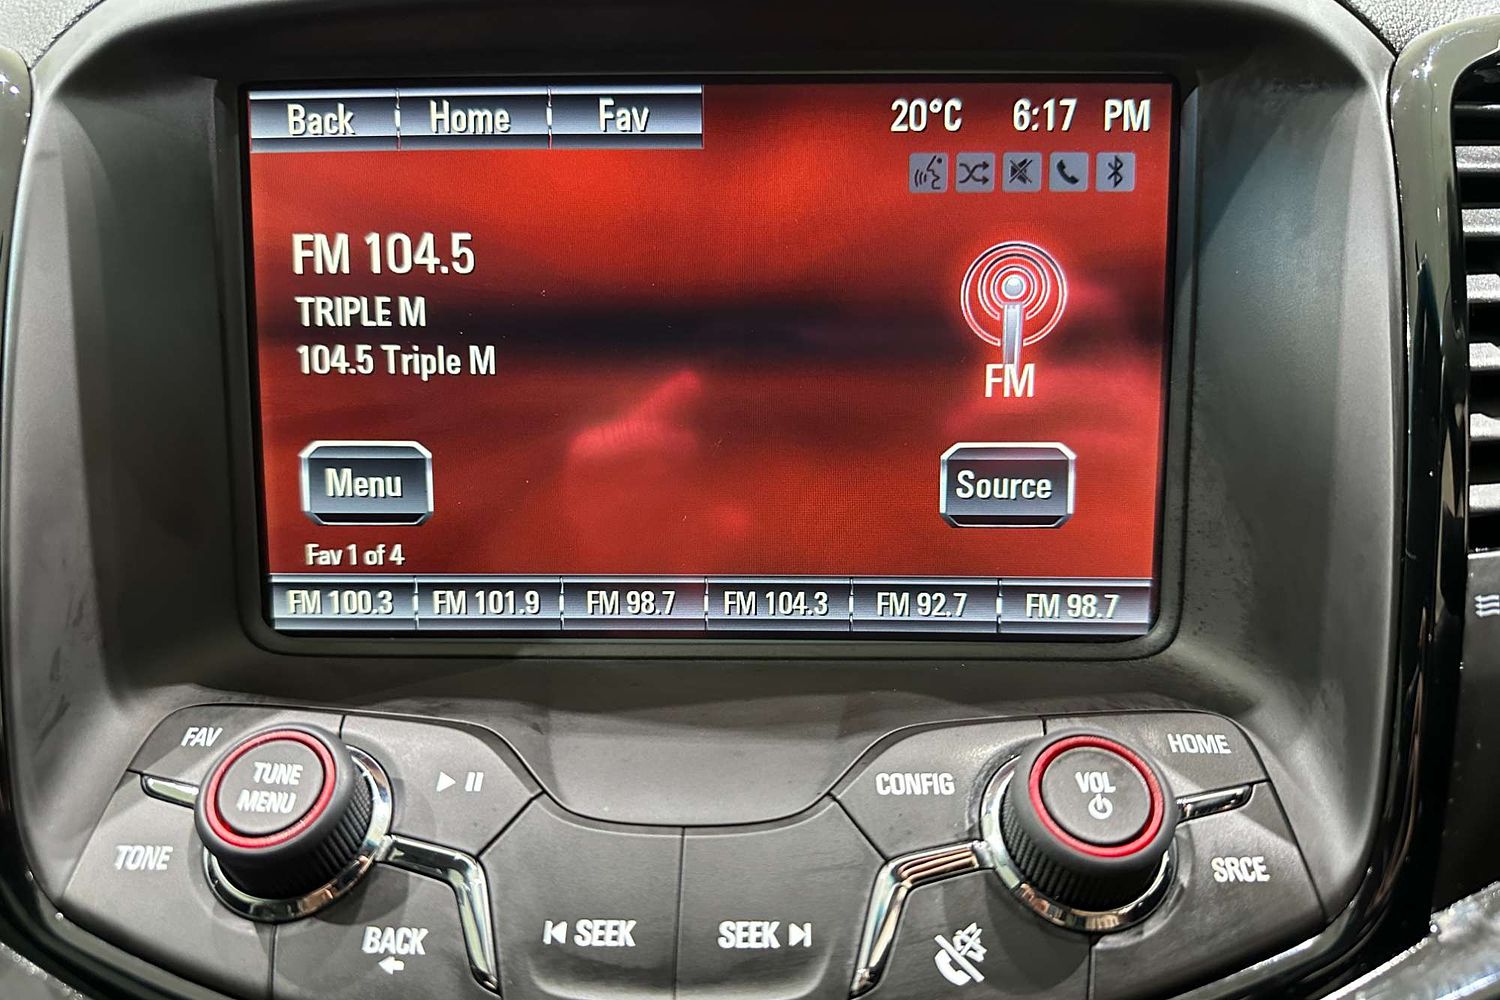 Back Home Fav 20°C 6:17 PM
FM 104.5
TRIPLE M
104.5 Triple M
FM
Menu Source
Fav 1 of 4
FM 100.3 FM 101.9 FM 98.7 FM 104.3 FM 92.7 FM 98.7
FAV
TUNE
MENU
TONE
BACK
SEEK
SEEK
CONFIG
VOL
HOME
SRCE